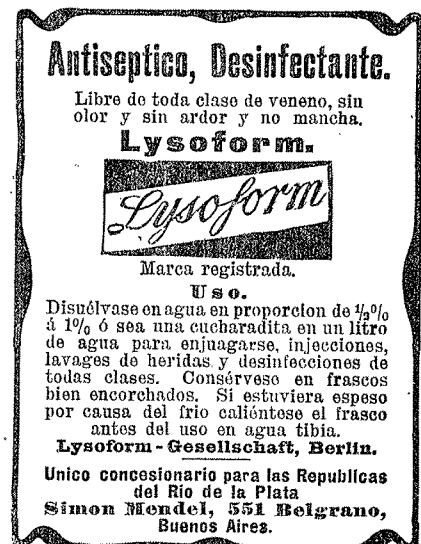 Antiseptico, Desinfectante.
Libre de toda clase de veneno, sin
olor y sin ardor y no mancha.
Lysoform.
Lysoform
Marca registrada.
Uso.
Disuélvase en agua en proporcion de ½%
á 1% ó sea una cucharadita en un litro
de agua para enjuagarse, injecciones,
lavages de heridas y desinfecciones de
todas clases. Consérvese en frascos
bien encorchados. Si estuviera espeso
por causa del frio caliéntese el frasco
antes del uso en agua tibia.
Lysoform-Gesellschaft, Berlin.
Unico concesionario para las Republicas
del Rio de la Plata
Simon Mendel, 551 Belgrano,
Buenos Aires.